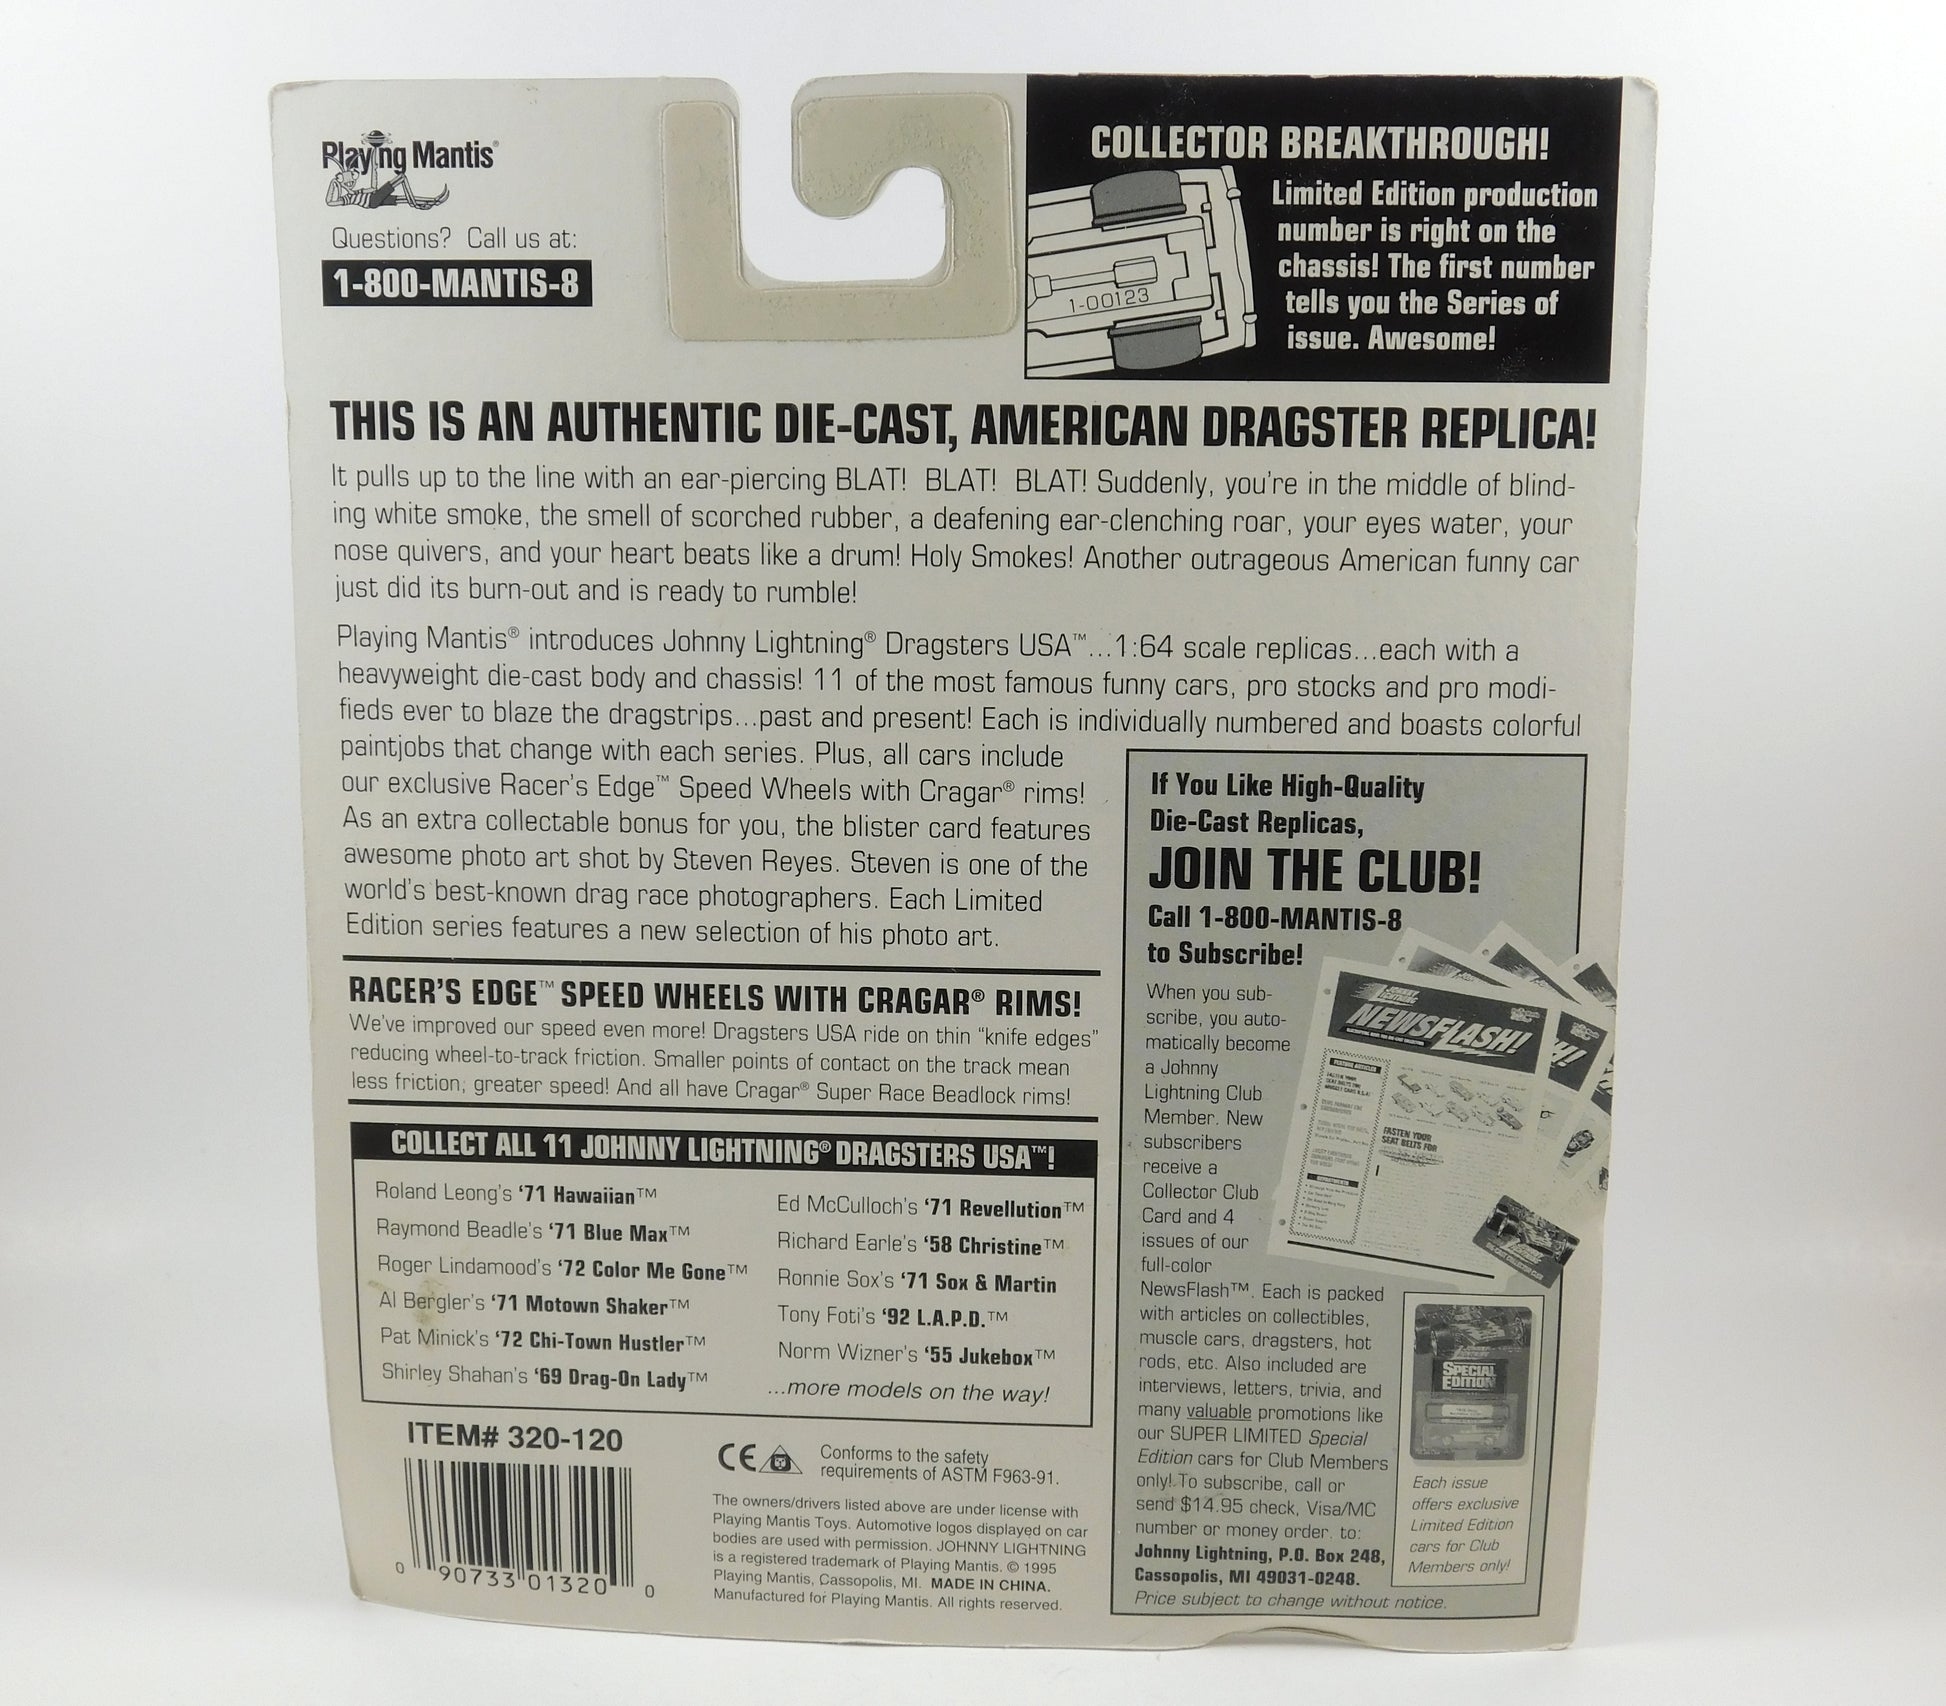 Playing Mantis®
Questions? Call us at:
1-800-MANTIS-8
COLLECTOR BREAKTHROUGH!
Limited Edition production
number is right on the
chassis! The first number
tells you the Series of
issue. Awesome!
1-00123
THIS IS AN AUTHENTIC DIE-CAST, AMERICAN DRAGSTER REPLICA!
It pulls up to the line with an ear-piercing BLAT! BLAT! BLAT! Suddenly, you're in the middle of blind-
ing white smoke, the smell of scorched rubber, a deafening ear-clenching roar, your eyes water, your
nose quivers, and your heart beats like a drum! Holy Smokes! Another outrageous American funny car
just did its burn-out and is ready to rumble!
Playing Mantis® introduces Johnny Lightning® Dragsters USA™...1:64 scale replicas...each with a
heavyweight die-cast body and chassis! 11 of the most famous funny cars, pro stocks and pro modi-
fieds ever to blaze the dragstrips...past and present! Each is individually numbered and boasts colorful
paintjobs that change with each series. Plus, all cars include
our exclusive Racer's Edge™ Speed Wheels with Cragar® rims!
As an extra collectable bonus for you, the blister card features
awesome photo art shot by Steven Reyes. Steven is one of the
world's best-known drag race photographers. Each Limited
Edition series features a new selection of his photo art.
RACER'S EDGE™ SPEED WHEELS WITH CRAGAR® RIMS!
We've improved our speed even more! Dragsters USA ride on thin "knife edges"
reducing wheel-to-track friction. Smaller points of contact on the track mean
less friction, greater speed! And all have Cragar® Super Race Beadlock rims!
COLLECT ALL 11 JOHNNY LIGHTNING® DRAGSTERS USA™!
Roland Leong's '71 Hawaiian™
Raymond Beadle's '71 Blue Max™
Roger Lindamood's '72 Color Me Gone™
Al Bergler's '71 Motown Shaker™
Pat Minick's '72 Chi-Town Hustler™
Shirley Shahan's '69 Drag-On Lady™
Ed McCulloch's '71 Revellution™
Richard Earle's '58 Christine™
Ronnie Sox's '71 Sox & Martin
Tony Foti's '92 L.A.P.D.™
Norm Wizner's '55 Jukebox™
...more models on the way!
ITEM# 320-120
0 90733 01320 0
CE
Conforms to the safety
requirements of ASTM F963-91.
The owners/drivers listed above are under license with
Playing Mantis Toys. Automotive logos displayed on car
bodies are used with permission. JOHNNY LIGHTNING
is a registered trademark of Playing Mantis. © 1995
Playing Mantis, Cassopolis, MI. MADE IN CHINA.
Manufactured for Playing Mantis. All rights reserved.
If You Like High-Quality
Die-Cast Replicas,
JOIN THE CLUB!
Call 1-800-MANTIS-8
to Subscribe!
When you sub-
scribe, you auto-
matically become
a Johnny
Lightning Club
Member. New
subscribers
receive a
Collector Club
Card and 4
issues of our
full-color
NewsFlash™. Each is packed
with articles on collectibles,
muscle cars, dragsters, hot
rods, etc. Also included are
interviews, letters, trivia, and
many valuable promotions like
our SUPER LIMITED Special
Edition cars for Club Members
only! To subscribe, call or
send $14.95 check, Visa/MC
number or money order. to:
Johnny Lightning, P.O. Box 248,
Cassopolis, MI 49031-0248.
Price subject to change without notice.
NEWSFLASH!
H!
FASTEN YOUR
SEAT BELTS FOR
SPECIAL
EDITION
Each issue
offers exclusive
Limited Edition
cars for Club
Members only!